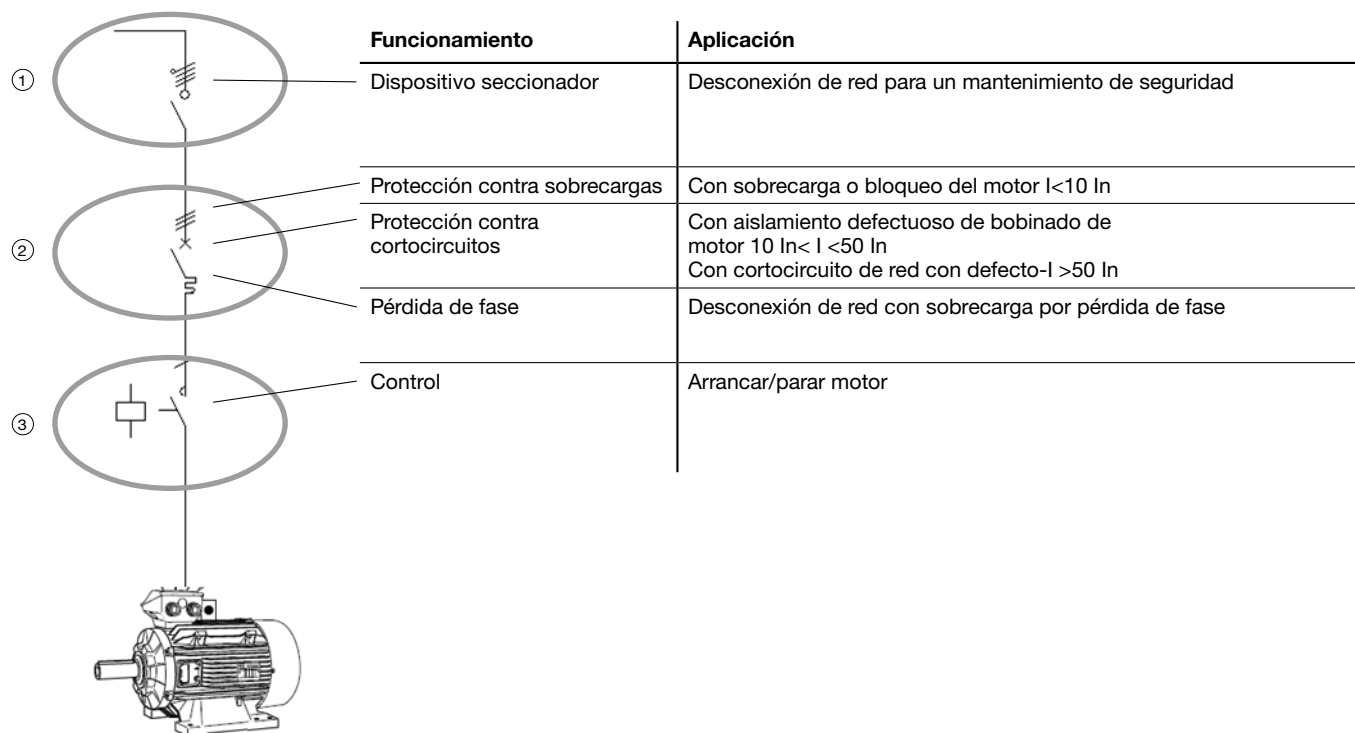 Funcionamiento Aplicación
① Dispositivo seccionador Desconexión de red para un mantenimiento de seguridad
Protección contra sobrecargas Con sobrecarga o bloqueo del motor I<10 In
② Protección contra
cortocircuitos
Con aislamiento defectuoso de bobinado de
motor 10 In< I <50 In
Con cortocircuito de red con defecto-I >50 In
Pérdida de fase Desconexión de red con sobrecarga por pérdida de fase
③ Control Arrancar/parar motor